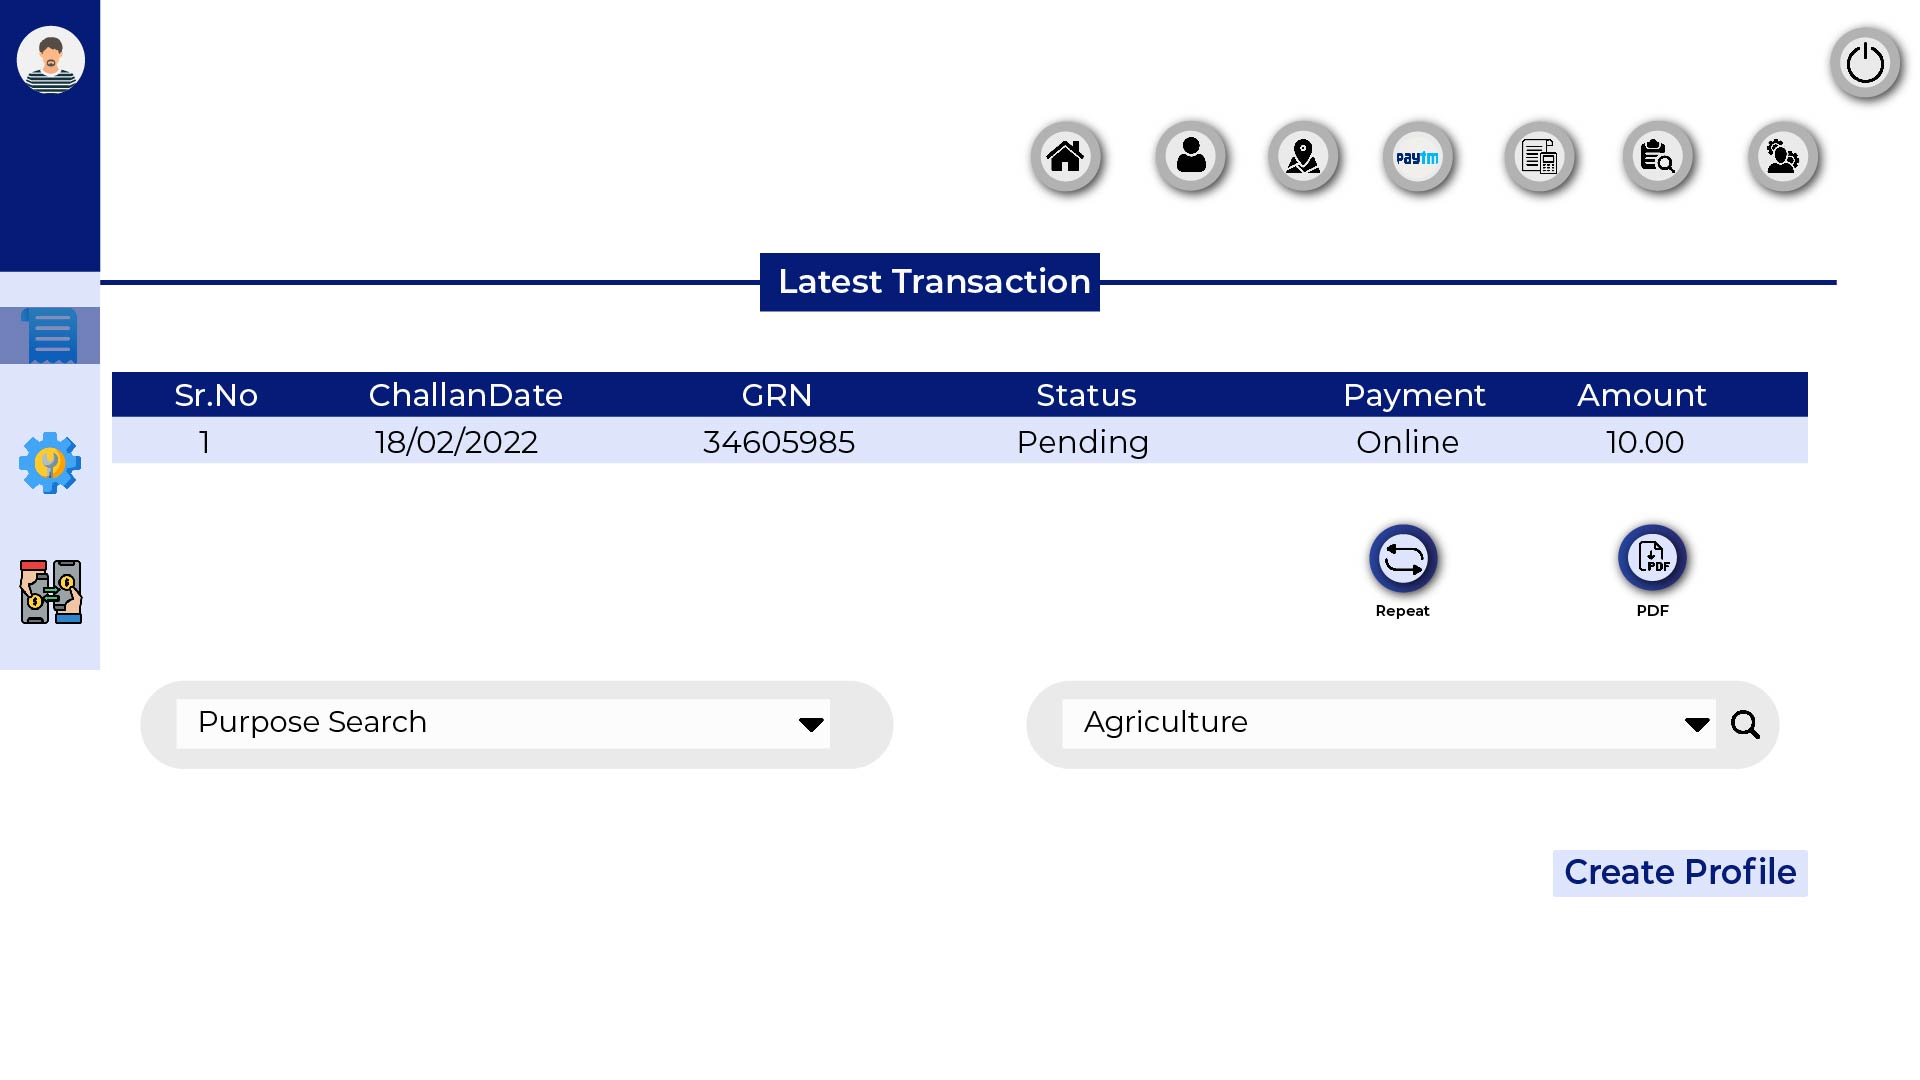 paytm
Latest Transaction
Sr.No ChallanDate GRN Status Payment Amount
1 18/02/2022 34605985 Pending Online 10.00
PDF
Repeat PDF
Purpose Search Agriculture
Create Profile